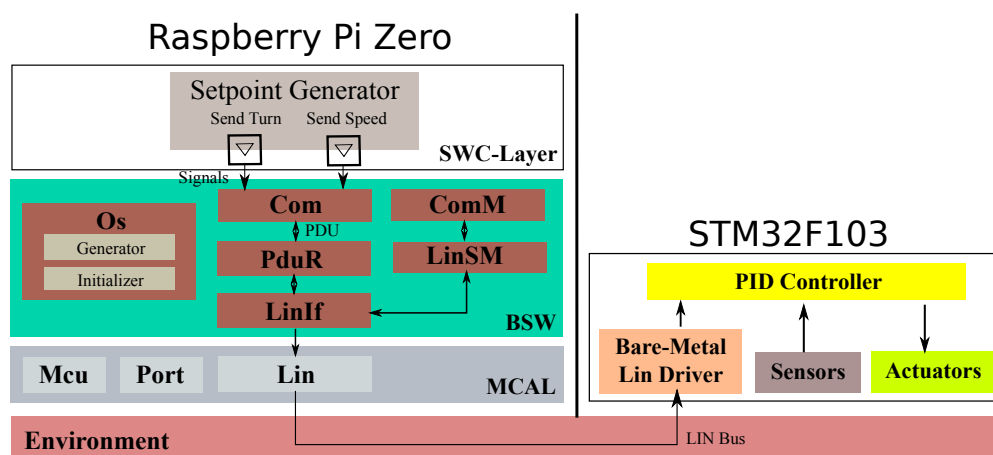 Raspberry Pi Zero
Setpoint Generator
Send Turn Send Speed
SWC-Layer
Signals
Os
Generator
Initializer
Com
PDU
PduR
LinIf
ComM
LinSM
BSW
Mcu
Port
Lin
MCAL
STM32F103
PID Controller
Bare-Metal
Lin Driver
Sensors
Actuators
Environment
LIN Bus